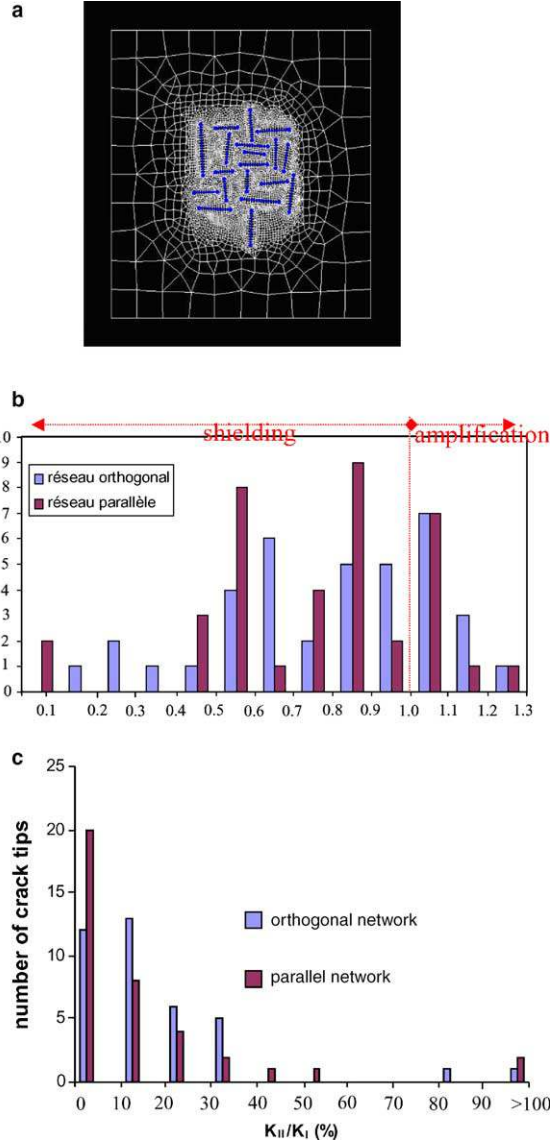 a
b
shielding
amplification
10
9
8
7
6
5
4
3
2
1
0
réseau orthogonal
réseau parallèle
0.1 0.2 0.3 0.4 0.5 0.6 0.7 0.8 0.9 1.0 1.1 1.2 1.3
c
25
20
15
10
5
0
number of crack tips
orthogonal network
parallel network
0 10 20 30 40 50 60 70 80 90 >100
KII/KI (%)